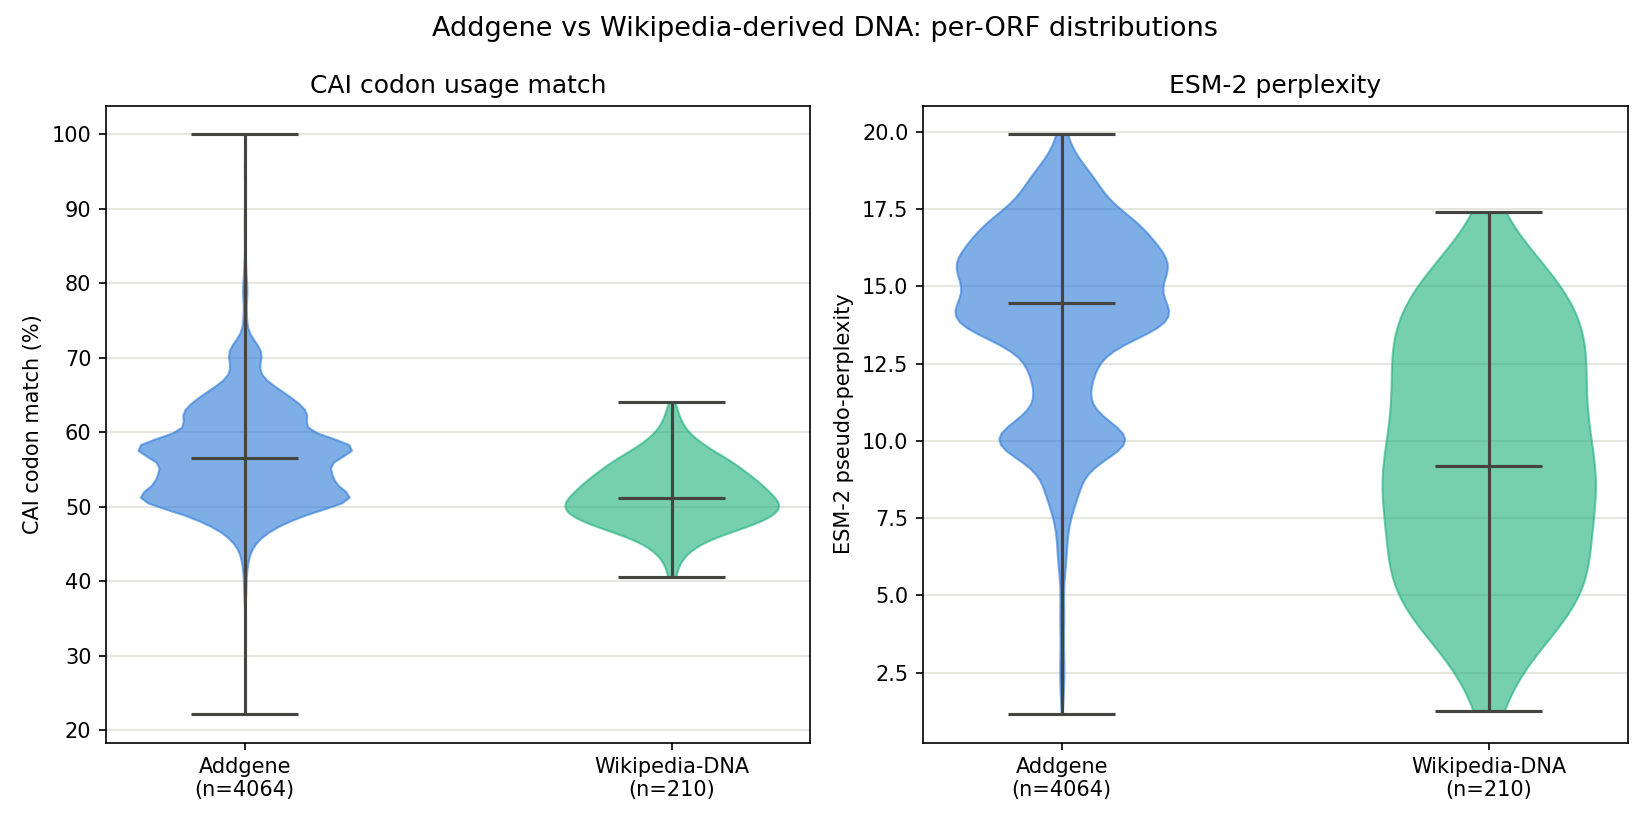 Addgene vs Wikipedia-derived DNA: per-ORF distributions
CAI codon usage match
CAI codon match (%)
100
90
80
70
60
50
40
30
20
Addgene
(n=4064)
Wikipedia-DNA
(n=210)
ESM-2 perplexity
ESM-2 pseudo-perplexity
20.0
17.5
15.0
12.5
10.0
7.5
5.0
2.5
Addgene
(n=4064)
Wikipedia-DNA
(n=210)